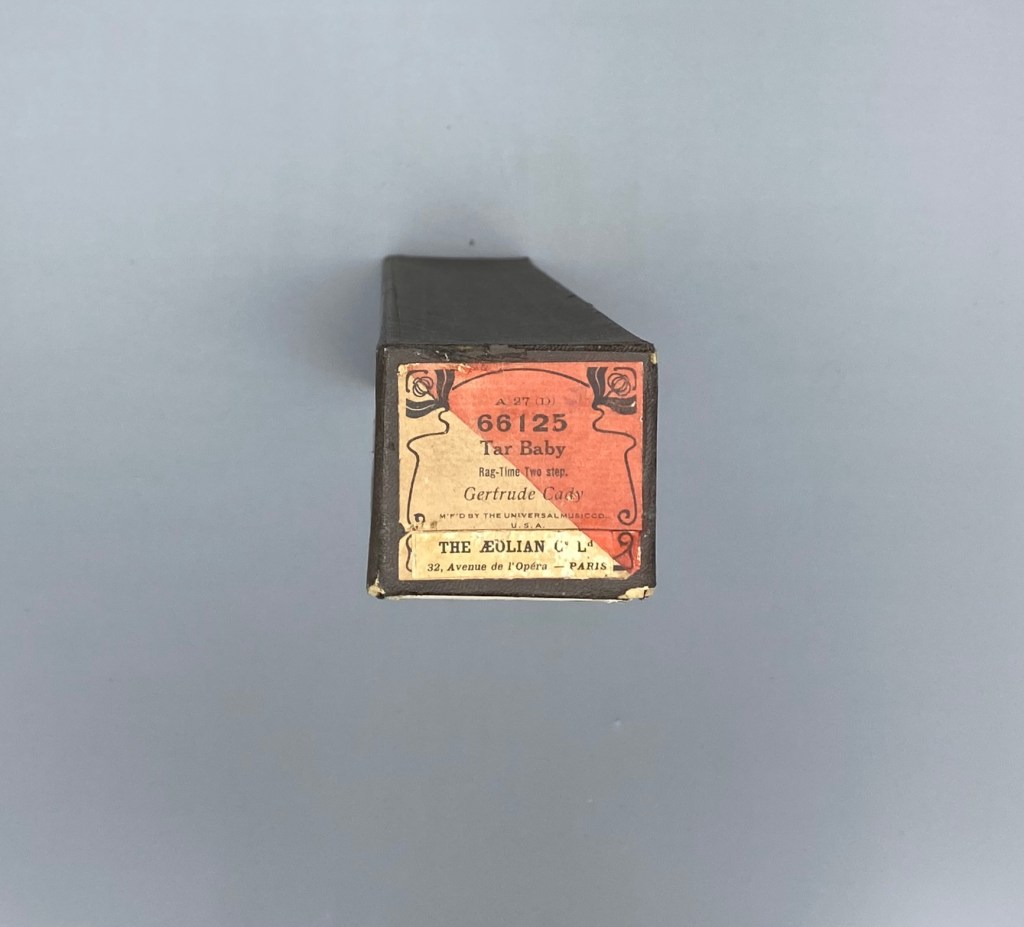 A 27 (D)
66125
Tar Baby
Rag-Time Two step.
Gertrude Cady
M'F'D BY THE UNIVERSAL MUSIC CO.
U.S.A.
THE ÆOLIAN Cº Lᵈ
32, Avenue de l'Opéra — PARIS